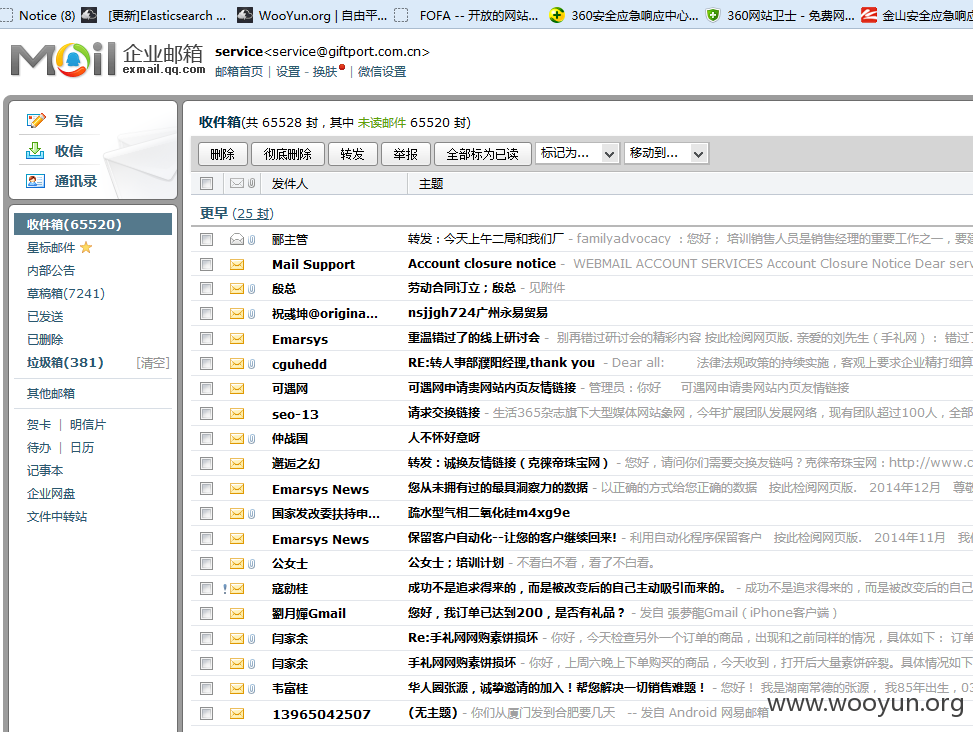 Notice (8) [更新]Elasticsearch ... WooYun.org | 自由平... FOFA -- 开放的网站... 360安全应急响应中心... 360网站卫士 - 免费网... 金山安全应急响应
Mail 企业邮箱 exmail.qq.com
service<service@giftport.com.cn>
邮箱首页 | 设置 - 换肤 | 微信设置
写信
收信
通讯录
收件箱(65520)
星标邮件
内部公告
草稿箱(7241)
已发送
已删除
垃圾箱(381) [清空]
其他邮箱
贺卡 | 明信片
待办 | 日历
记事本
企业网盘
文件中转站
收件箱(共 65528 封，其中 未读邮件 65520 封)
删除 彻底删除 转发 举报 全部标为已读 标记为... 移动到...
发件人 主题
更早 (25 封)
郦主管 转发：今天上午二局和我们厂 - familyadvocacy ：您好； 培训销售人员是销售经理的重要工作之一，要
Mail Support Account closure notice - WEBMAIL ACCOUNT SERVICES Account Closure Notice Dear serv
殷总 劳动合同订立；殷总 - 见附件
祝彧坤@origina... nsjjgh724广州永易贸易
Emarsys 重温错过了的线上研讨会 - 别再错过研讨会的精彩内容 按此检阅网页版. 亲爱的刘先生（手礼网）： 错过了
cguhedd RE:转人事部濮阳经理,thank you - Dear all: 法律法规政策的持续实施，客观上要求企业精打细算
可遇网 可遇网申请贵网站内页友情链接 - 管理员：你好 可遇网申请贵网站内页友情链接
seo-13 请求交换链接 - 生活365杂志旗下大型媒体网站象网，今年扩展团队发展网络，现有团队超过100人，全部
仲战国 人不怀好意呀
邂逅之幻 转发：诚换友情链接（克徕帝珠宝网） - 您好，请问你们需要交换友链吗？克徕帝珠宝网：http://www.c
Emarsys News 您从未拥有过的最具洞察力的数据 - 以正确的方式给您正确的数据 按此检阅网页版. 2014年12月 尊敬
国家发改委扶持申... 疏水型气相二氧化硅m4xg9e
Emarsys News 保留客户自动化--让您的客户继续回来! - 利用自动化程序保留客户 按此检阅网页版. 2014年11月 我
公女士 公女士；培训计划 - 不看白不看，看了不白看。
寇勍桂 成功不是追求得来的，而是被改变后的自己主动吸引而来的。 - 成功不是追求得来的，而是被改变后的自己
劉月嬋Gmail 您好，我订单已达到200，是否有礼品？ - 发自 張夢龍Gmail（iPhone客户端）
闫家余 Re:手礼网网购素饼损坏 - 你好，今天检查另外一个订单的商品，出现和之前同样的情况，具体如下： 订单
闫家余 手礼网网购素饼损坏 - 你好，上周六晚上下单购买的商品，今天收到，打开后大量素饼碎裂。具体情况如下
韦富桂 华人园张源，诚挚邀请的加入！帮您解决一切销售难题！ - 您好！ 我是湖南常德的张源， 我85年出生，03
13965042507 (无主题) - 你们从厦门发到合肥要几天 -- 发自 Android 网易邮箱
www.wooyun.org